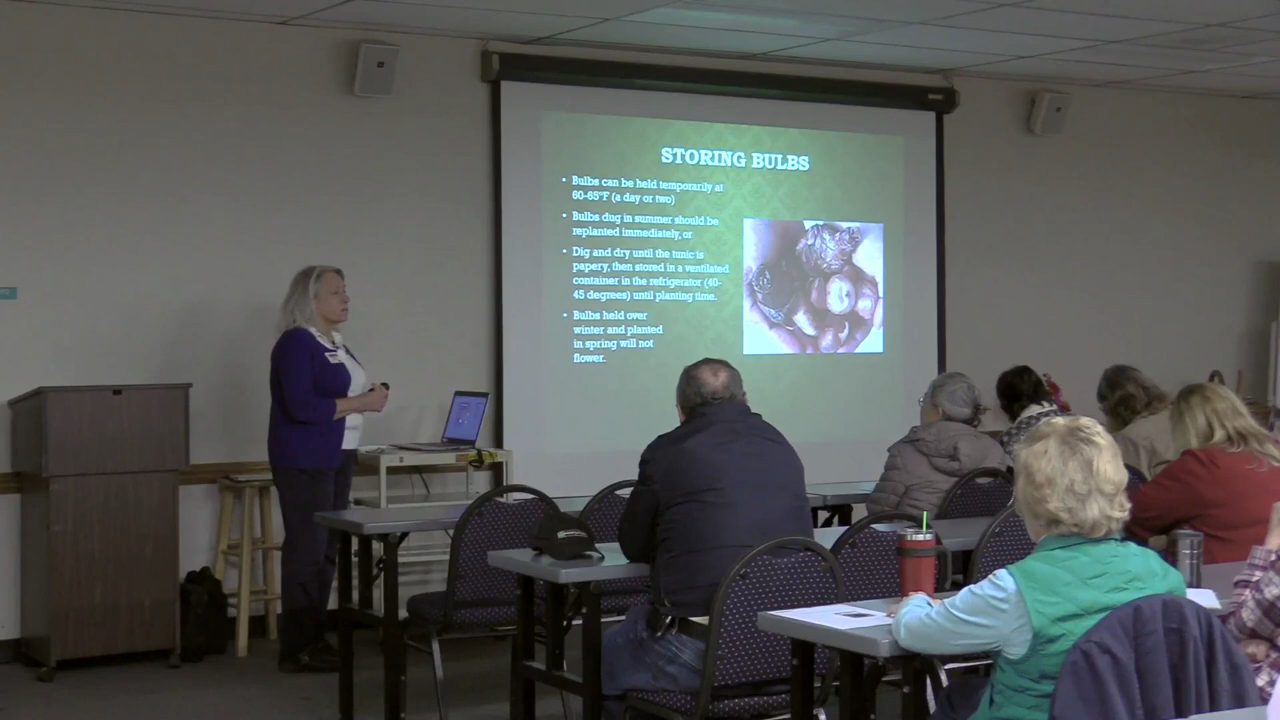 STORING BULBS
• Bulbs can be held temporarily at
60-65°F (a day or two)
• Bulbs dug in summer should be
replanted immediately, or
• Dig and dry until the tunic is
papery, then stored in a ventilated
container in the refrigerator (40-
45 degrees) until planting time.
• Bulbs held over
winter and planted
in spring will not
flower.